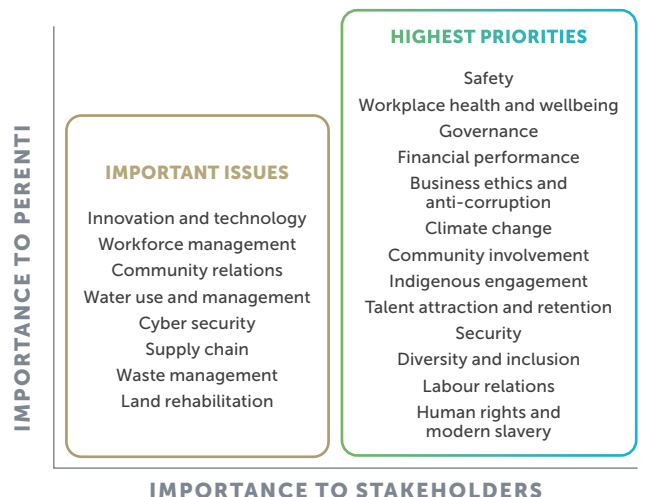 HIGHEST PRIORITIES
Safety
Workplace health and wellbeing
Governance
Financial performance
Business ethics and
anti-corruption
Climate change
Community involvement
Indigenous engagement
Talent attraction and retention
Security
Diversity and inclusion
Labour relations
Human rights and
modern slavery
IMPORTANT ISSUES
Innovation and technology
Workforce management
Community relations
Water use and management
Cyber security
Supply chain
Waste management
Land rehabilitation
IMPORTANCE TO PERENTI
IMPORTANCE TO STAKEHOLDERS